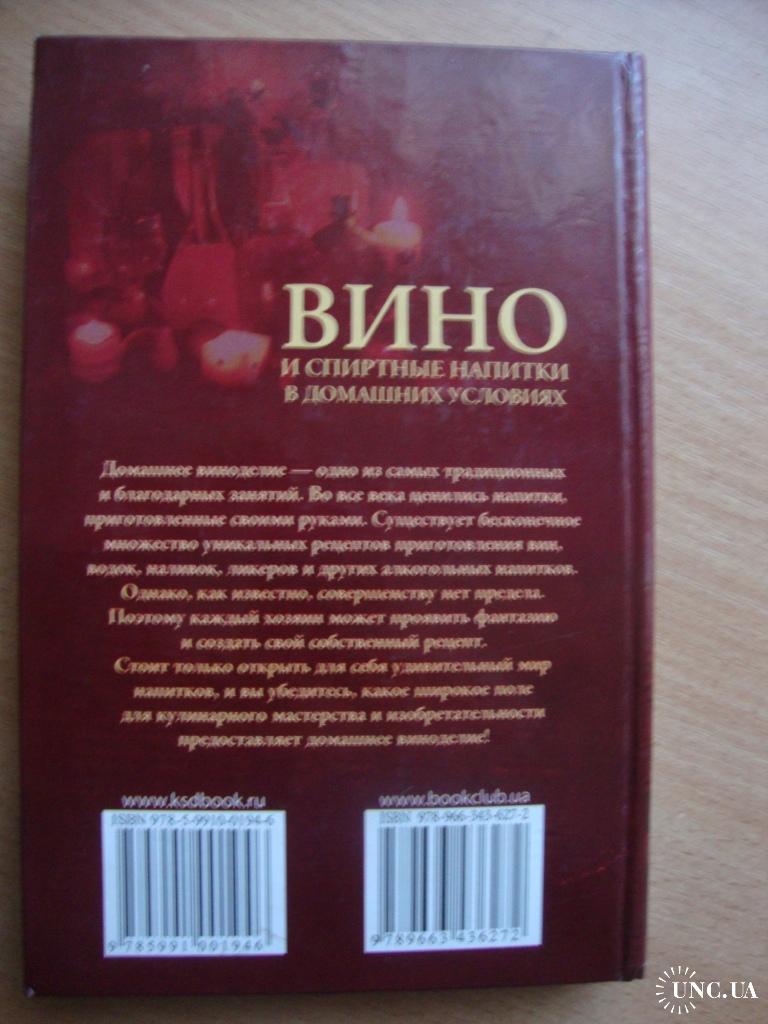 ВИНО
И СПИРТНЫЕ НАПИТКИ
В ДОМАШНИХ УСЛОВИЯХ
Домашнее виноделие — одно из самых традиционных
и благодарных занятий. Во все века ценились напитки,
приготовленные своими руками. Существует бесконечное
множество уникальных рецептов приготовления вин,
водок, наливок, ликеров и других алкогольных напитков.
Однако, как известно, совершенству нет предела.
Поэтому каждый хозяин может проявить фантазию
и создать свой собственный рецепт.
Стоит только открыть для себя удивительный мир
напитков, и вы убедитесь, какое широкое поле
для кулинарного мастерства и изобретательности
предоставляет домашнее виноделие!
www.ksdbook.ru
www.bookclub.ua
ISBN 978-5-9910-0194-6
ISBN 978-966-343-627-2
9 785991 001946
9 789663 436272
UNC.UA